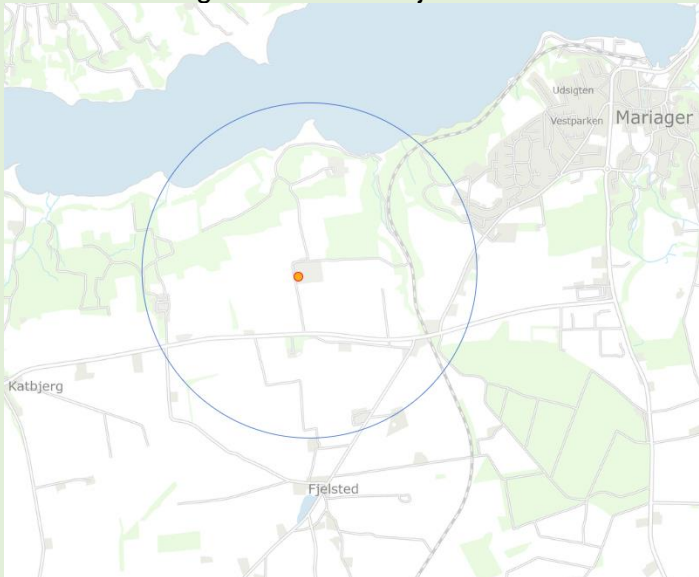 Udsigten
Vestparken
Mariager
Katbjerg
Fjelsted